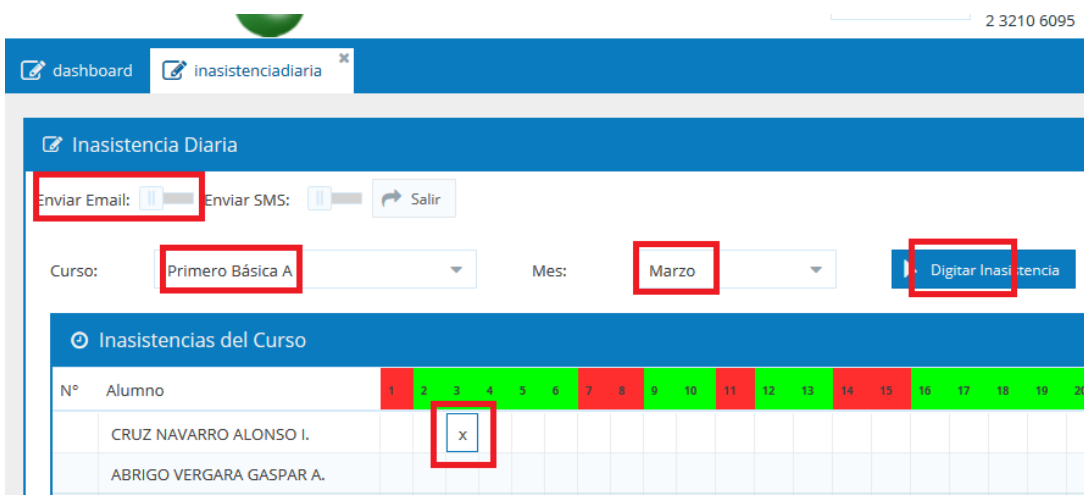 2 3210 6095
dashboard inasistenciadiaria
Inasistencia Diaria
Enviar Email: Enviar SMS: Salir
Curso: Primero Básica A Mes: Marzo Digitar Inasistencia
Inasistencias del Curso
N° Alumno 1 2 3 4 5 6 7 8 9 10 11 12 13 14 15 16 17 18 19 20
CRUZ NAVARRO ALONSO I. x
ABRIGO VERGARA GASPAR A.